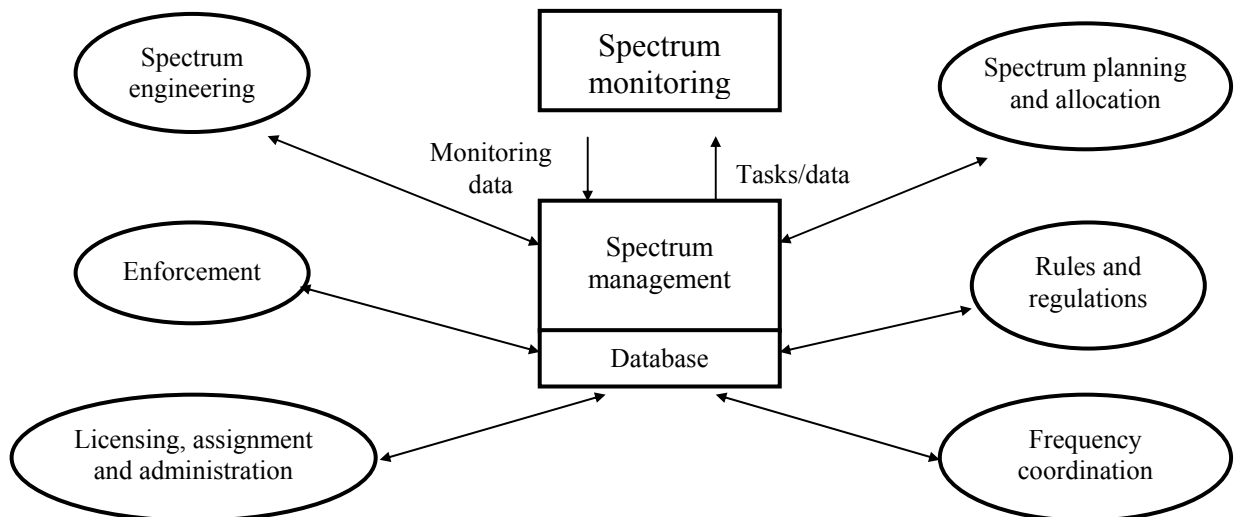 Spectrum
engineering
Spectrum
monitoring
Spectrum planning
and allocation
Monitoring
data
Tasks/data
Enforcement
Spectrum
management
Rules and
regulations
Database
Licensing, assignment
and administration
Frequency
coordination